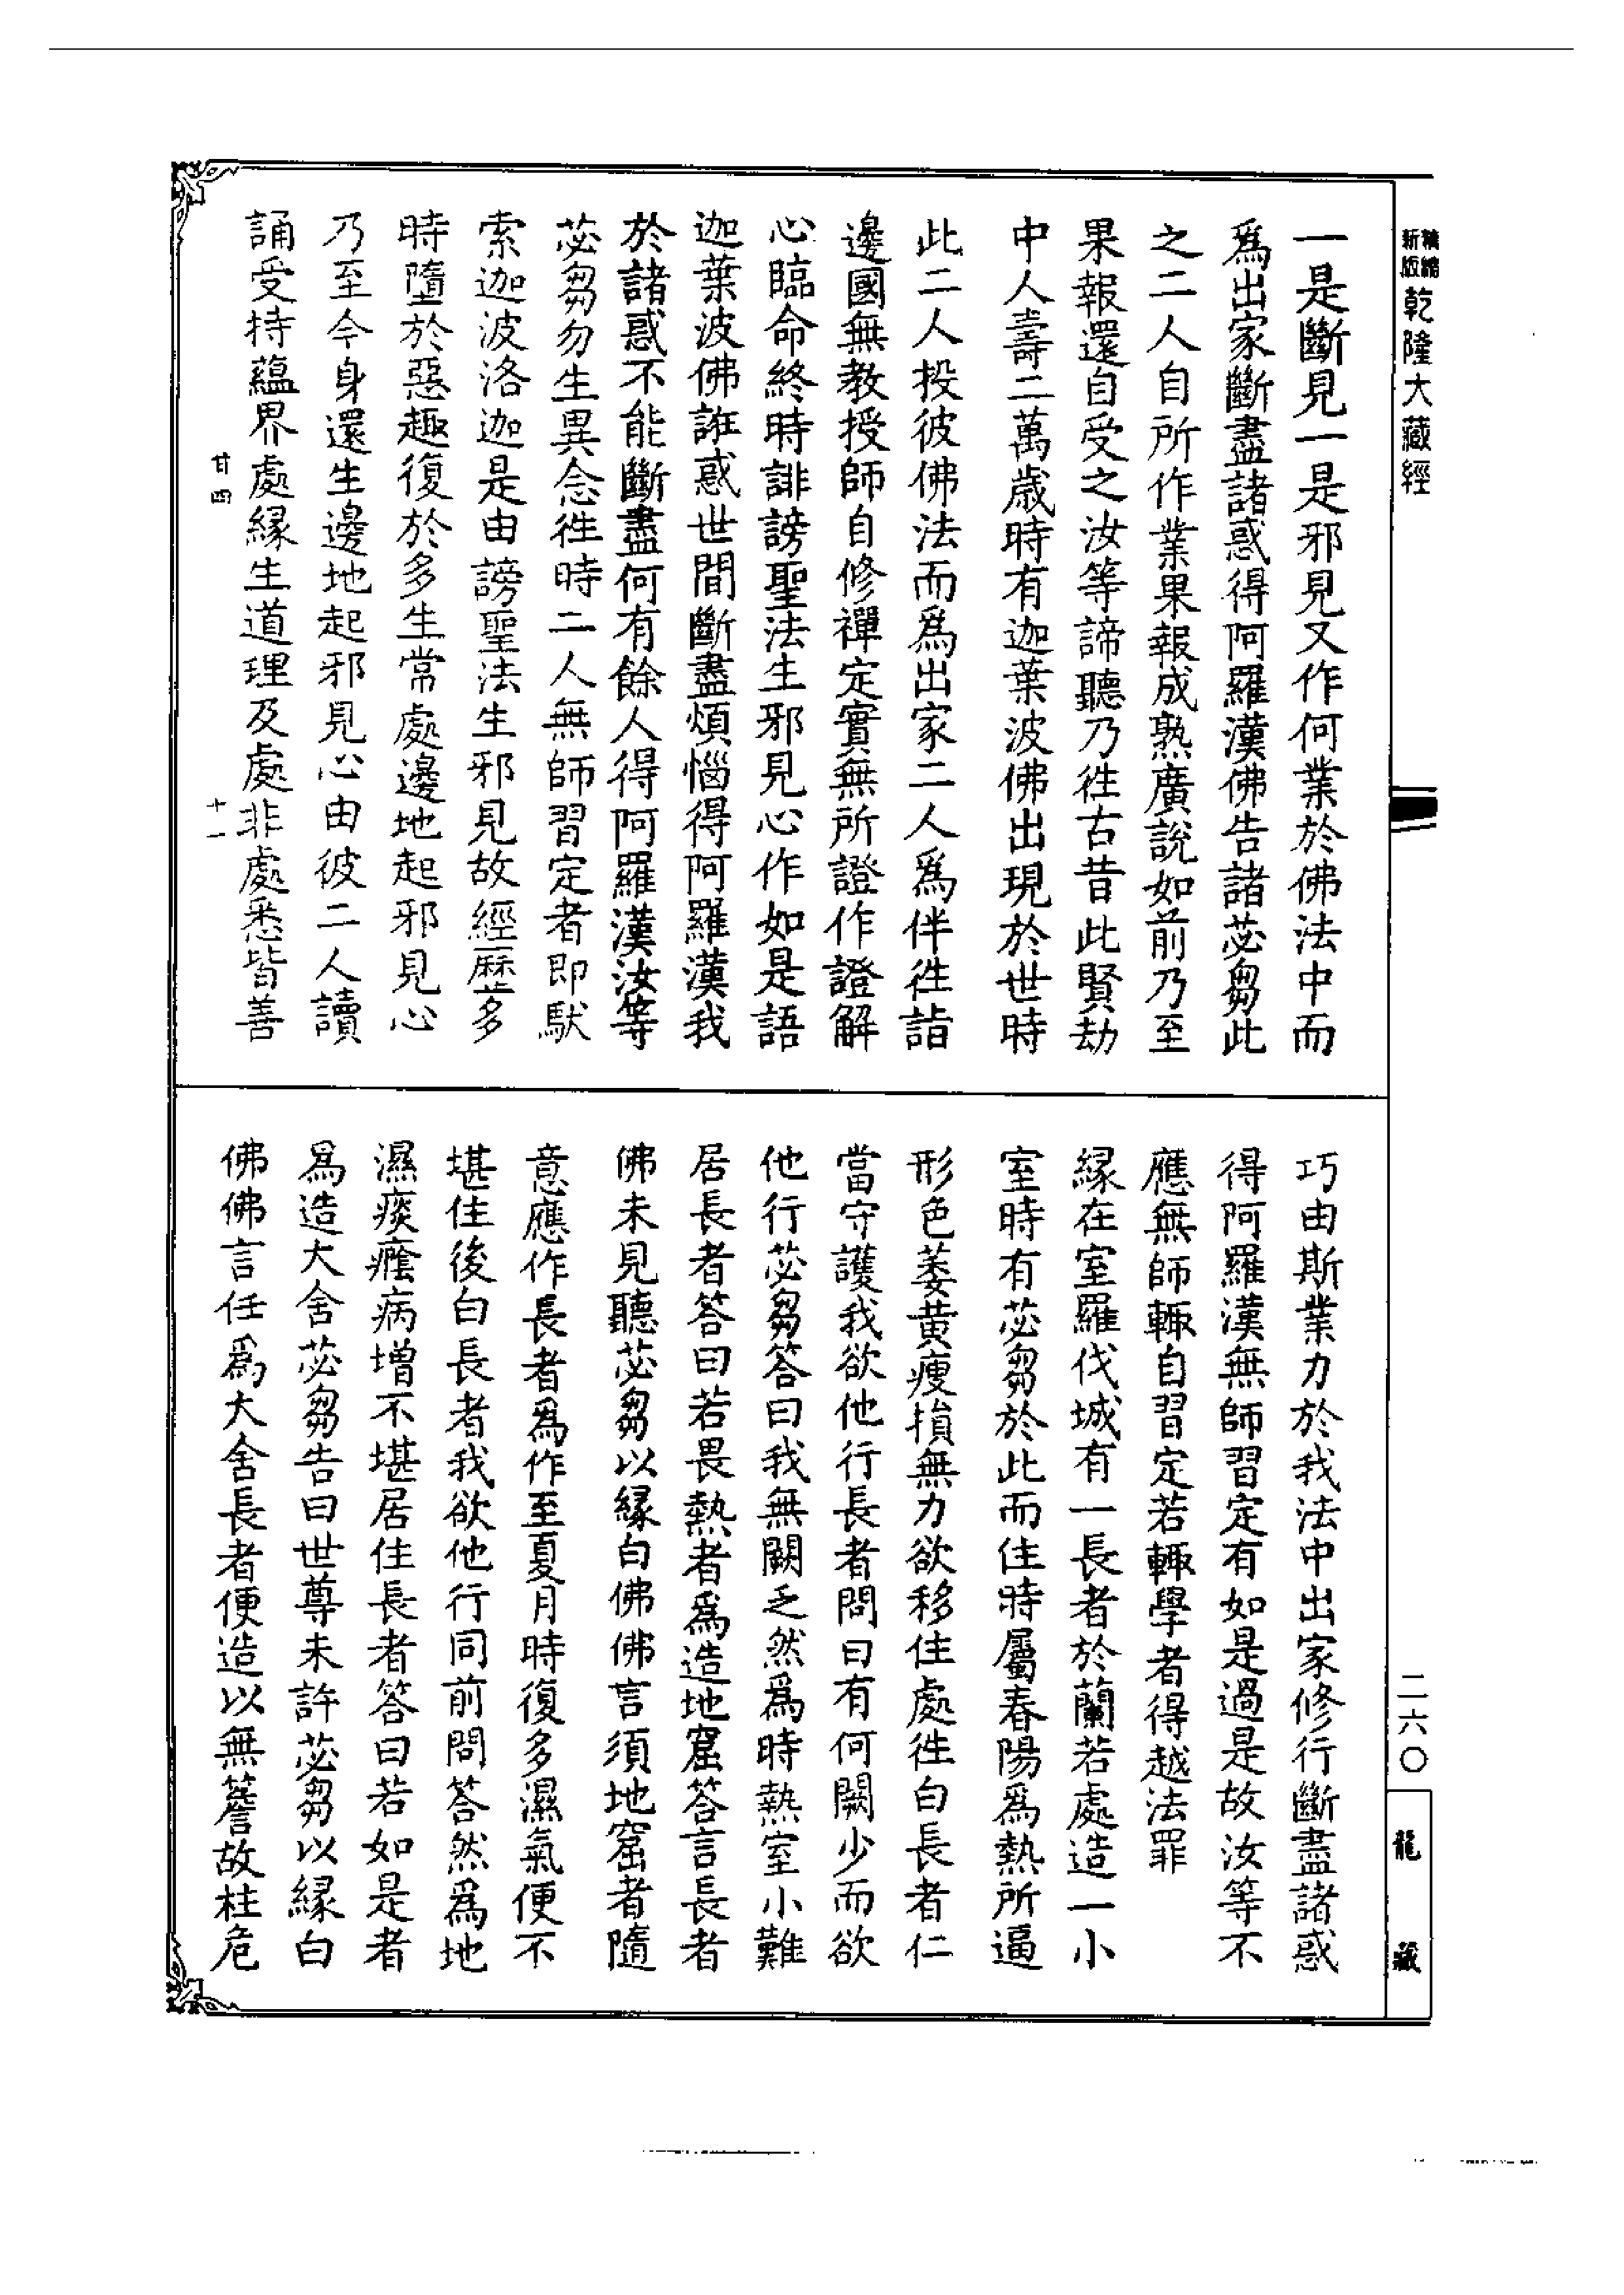 精縮新版乾隆大藏經
一是斷見一是邪見又作何業於佛法中而
爲出家斷盡諸惑得阿羅漢佛告諸苾芻此
之二人自所作業果報成熟廣説如前乃至
果報還自受之汝等諦聽乃徃古昔此賢劫
中人壽二萬歲時有迦葉波佛出現於世時
此二人投彼佛法而爲出家二人爲伴徃詣
邊國無教授師自修禪定實無所證作證解
心臨命終時誹謗聖法生邪見心作如是語
迦葉波佛誑惑世間斷盡煩惱得阿羅漢我
於諸惑不能斷盡何有餘人得阿羅漢汝等
苾芻勿生異念徃時二人無師習定者即馱
索迦波洛迦是由謗聖法生邪見故經歷多
時墮於惡趣復於多生常處邊地起邪見心
乃至今身還生邊地起邪見心由彼二人讀
誦受持蘊界處緣生道理及處非處悉皆善
甘四 十一
巧由斯業力於我法中出家修行斷盡諸惑
得阿羅漢無師習定有如是過是故汝等不
應無師輙自習定若輙學者得越法罪
緣在室羅伐城有一長者於蘭若處造一小
室時有苾芻於此而住時屬春陽爲熱所逼
形色萎黄瘦損無力欲移住處徃白長者仁
當守護我欲他行長者問曰有何闕少而欲
他行苾芻答曰我無闕乏然爲時熱室小難
居長者答曰若畏熱者爲造地窟答言長者
佛未見聽苾芻以緣白佛佛言須地窟者隨
意應作長者爲作至夏月時復多濕氣便不
堪住後白長者我欲他行同前問答然爲地
濕痰癊病增不堪居住長者答曰若如是者
爲造大舍苾芻告曰世尊未許苾芻以緣白
佛佛言任爲大舍長者便造以無簷故柱危
二六〇
龍藏